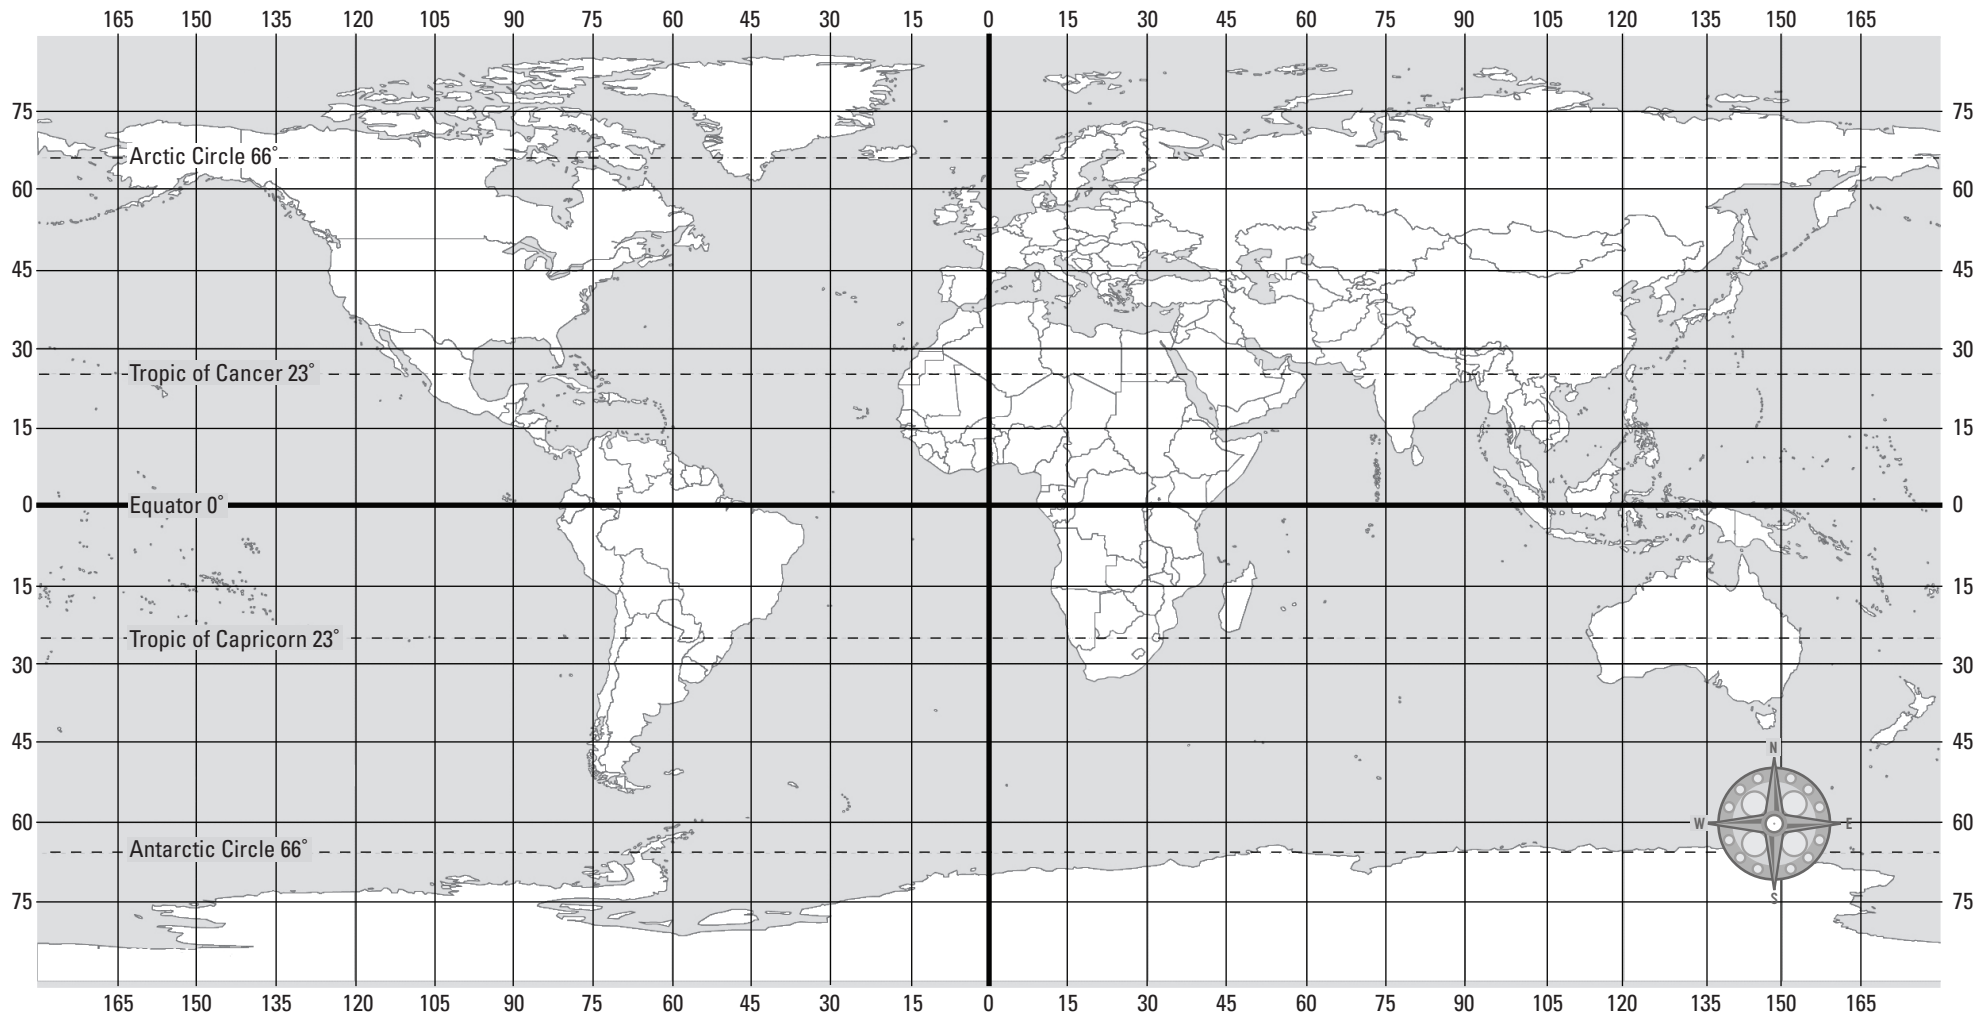 165 150 135 120 105 90 75 60 45 30 15 0 15 30 45 60 75 90 105 120 135 150 165
75 75
Arctic Circle 66°
60 60
45 45
30 30
Tropic of Cancer 23°
15 15
0 Equator 0° 0
15 15
Tropic of Capricorn 23°
30 30
45 45
N
60 W E 60
Antarctic Circle 66°
75 S 75
165 150 135 120 105 90 75 60 45 30 15 0 15 30 45 60 75 90 105 120 135 150 165